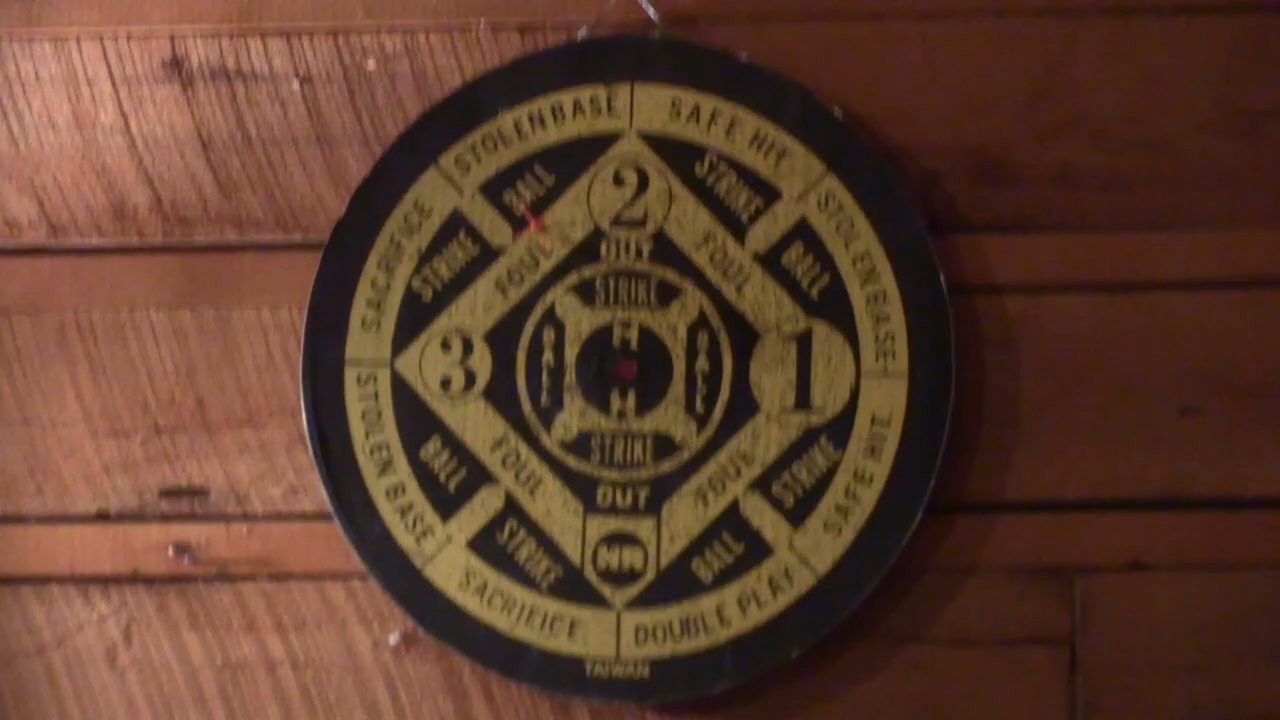 STOLEN BASE
SAFE HIT
SACRIFICE
BALL
STRIKE
STOLEN BASE
STRIKE
2
BALL
FOUL
OUT
FOUL
STRIKE
3
BALL
H
BALL
1
H
STRIKE
STOLEN BASE
BALL
FOUL
OUT
FOUL
STRIKE
SAFE HIT
STRIKE
HR
BALL
SACRIFICE
DOUBLE PLAY
TAIWAN